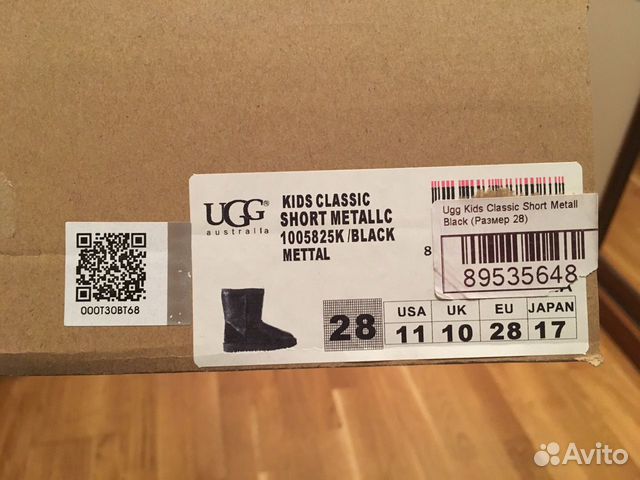 UGG®
australia
KIDS CLASSIC
SHORT METALLC
1005825K /BLACK
METTAL
8
Ugg Kids Classic Short Metall
Black (Размер 28)
89535648
000T30BT68
28
USA UK EU JAPAN
11 10 28 17
Avito